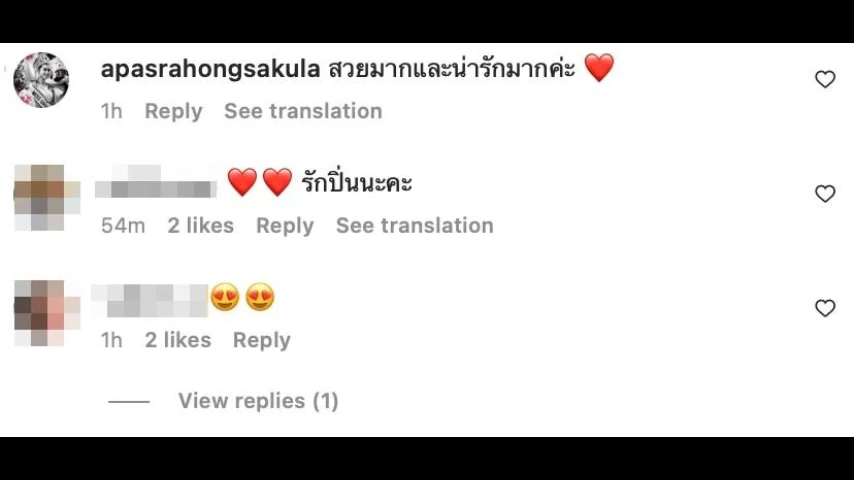 apasrahongsakula สวยมากและน่ารักมากค่ะ ❤️
1h Reply See translation
❤️❤️ รักปิ่นนะคะ
54m 2 likes Reply See translation
😍😍
1h 2 likes Reply
View replies (1)